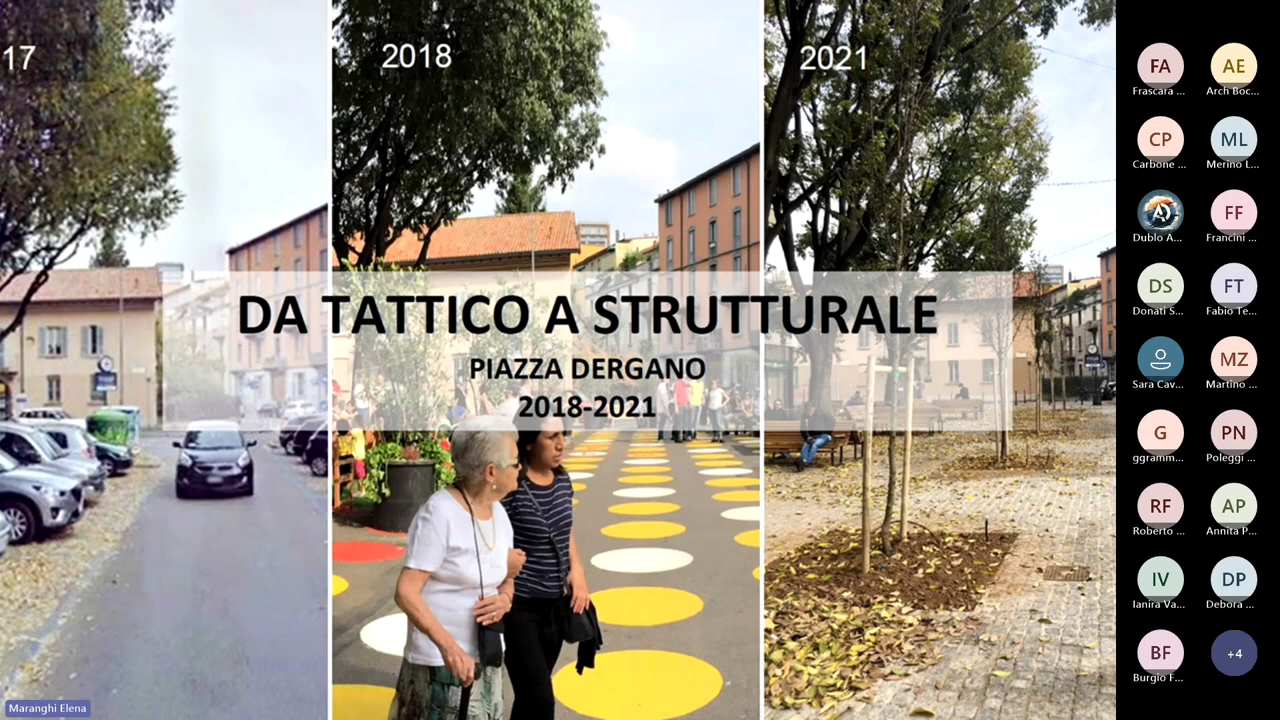 17
2018
2021
DA TATTICO A STRUTTURALE
PIAZZA DERGANO
2018-2021
Maranghi Elena
FA
Frascara ...
AE
Arch Boc...
CP
Carbone ...
ML
Merino L...
Dublo A...
FF
Francini ...
DS
Donati S...
FT
Fabio Te...
Sara Cav...
MZ
Martino ...
G
ggramm...
PN
Poleggi ...
RF
Roberto ...
AP
Annita P...
IV
Ianira Va...
DP
Debora ...
BF
Burgio F...
+4